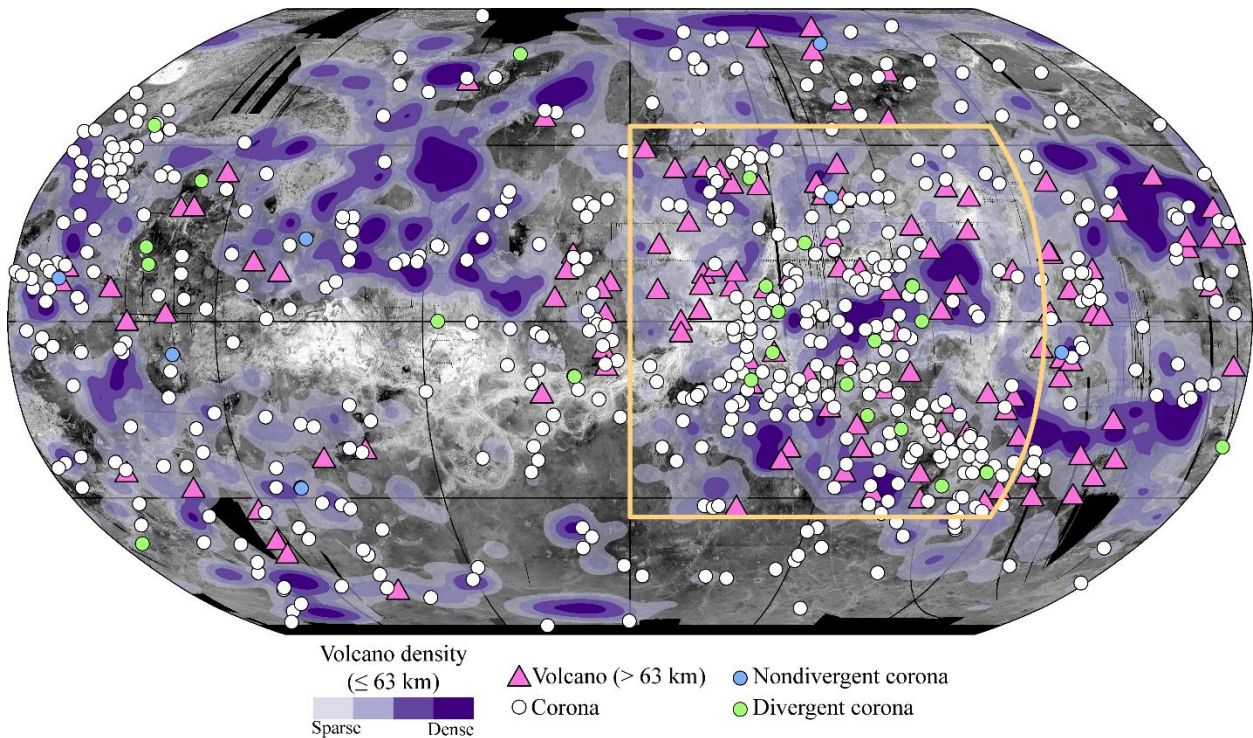 Volcano density
(≤ 63 km)
Sparse
Dense
Volcano (> 63 km)
Corona
Nondivergent corona
Divergent corona